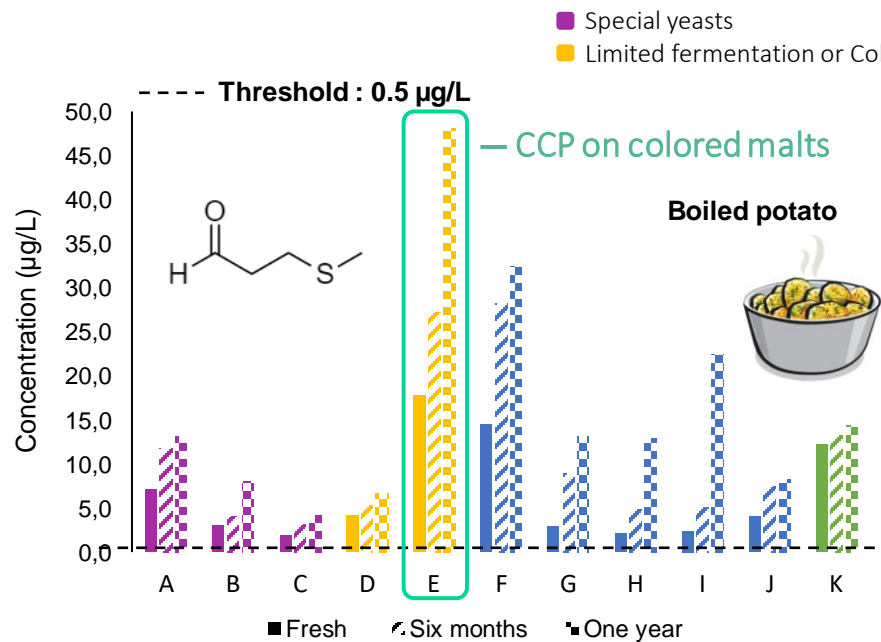 Special yeasts
Limited fermentation or Col
Threshold : 0.5 µg/L
CCP on colored malts
Boiled potato
Concentration (µg/L)
50,0
45,0
40,0
35,0
30,0
25,0
20,0
15,0
10,0
5,0
0,0
O
H
S
A B C D E F G H I J K
Fresh Six months One year